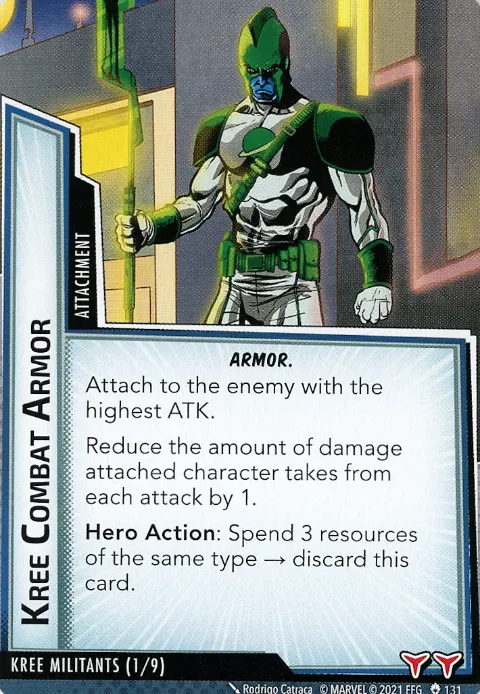 ATTACHMENT
KREE COMBAT ARMOR
ARMOR.
Attach to the enemy with the
highest ATK.
Reduce the amount of damage
attached character takes from
each attack by 1.
Hero Action: Spend 3 resources
of the same type → discard this
card.
KREE MILITANTS (1/9)
Rodrigo Catraca © MARVEL © 2021 FFG 131